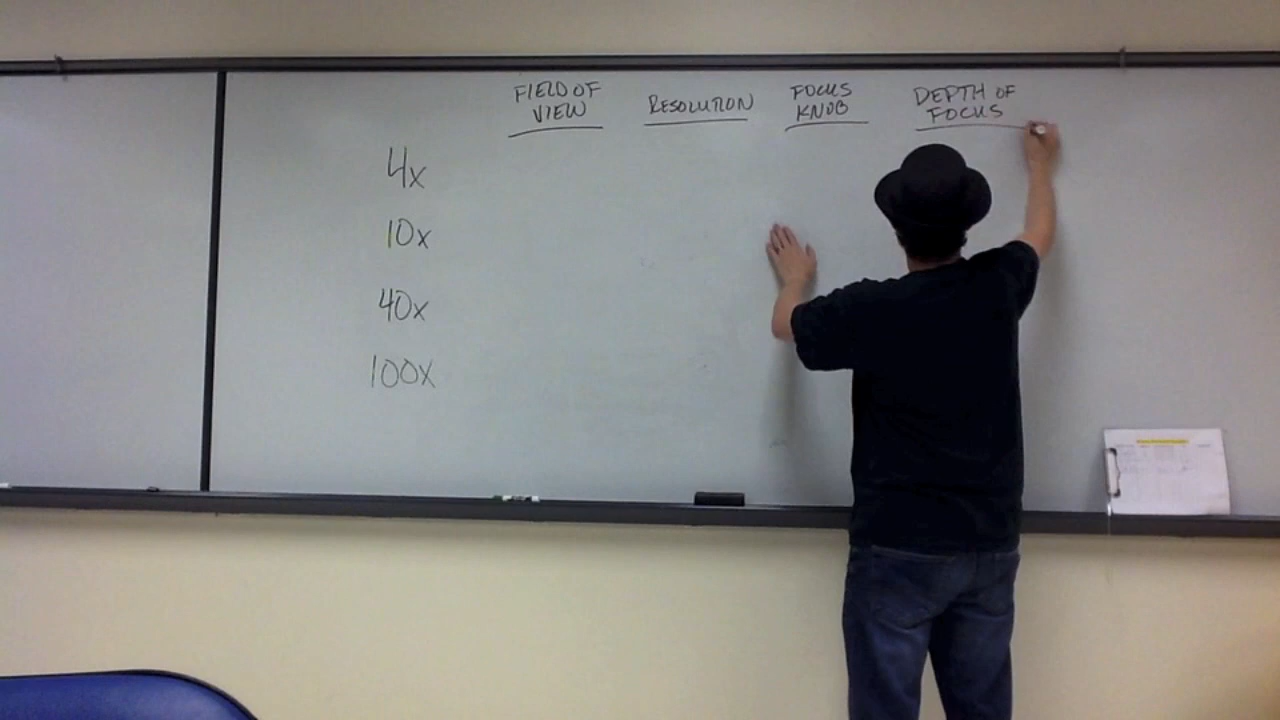 FIELD OF
VIEW
RESOLUTION
FOCUS
KNOB
DEPTH OF
FOCUS
4x
10x
40x
100x